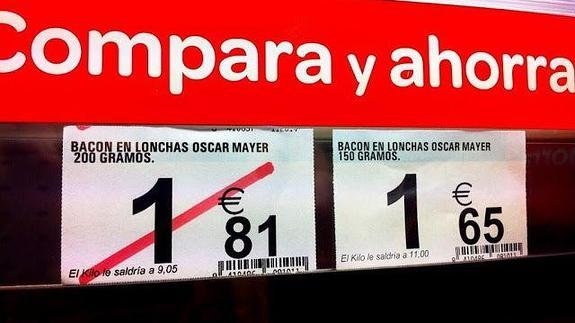 Compara y ahorra
BACON EN LONCHAS OSCAR MAYER
200 GRAMOS.
1 € 81
El Kilo le saldría a 9,05
BACON EN LONCHAS OSCAR MAYER
150 GRAMOS.
1 € 65
El Kilo le saldría a 11,00